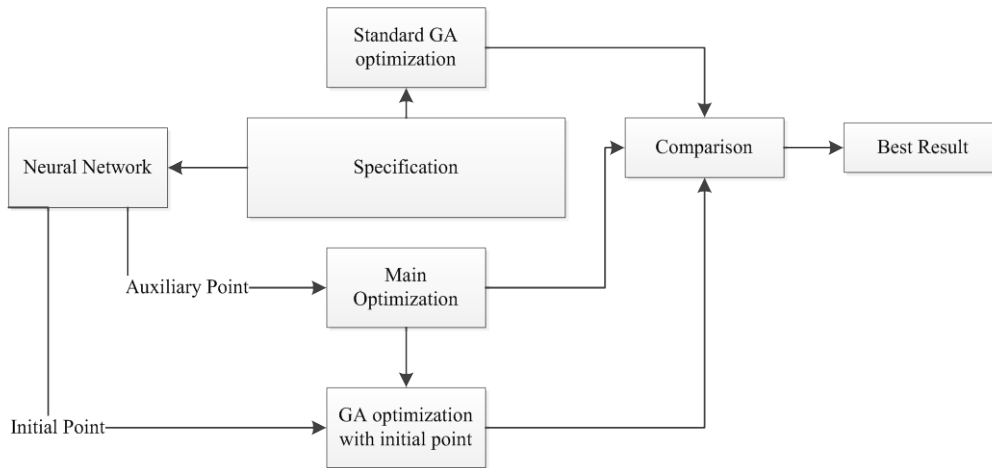 Standard GA
optimization
Neural Network
Specification
Comparison
Best Result
Auxiliary Point
Main
Optimization
Initial Point
GA optimization
with initial point